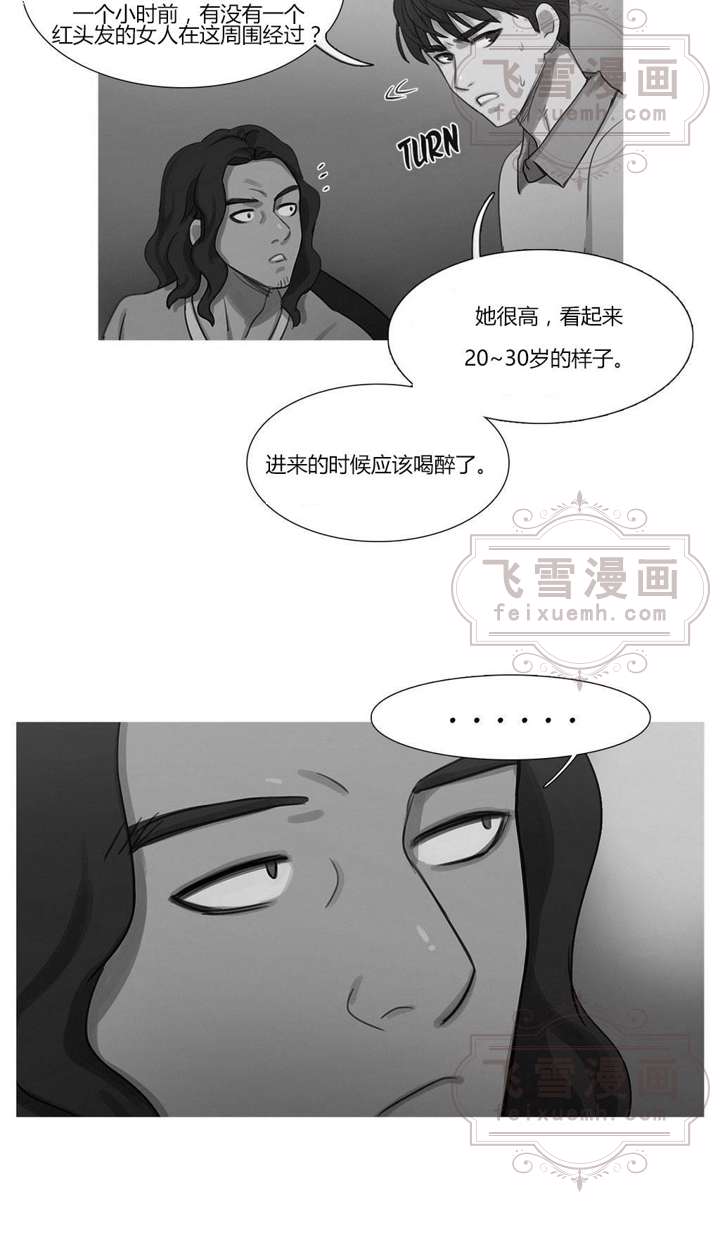 一个小时前，有没有一个
红头发的女人在这周围经过？
飞雪漫画
feixuemh.com
TURN
她很高，看起来
20~30岁的样子。
进来的时候应该喝醉了。
飞雪漫画
feixuemh.com
······
飞雪漫画
feixuemh.com